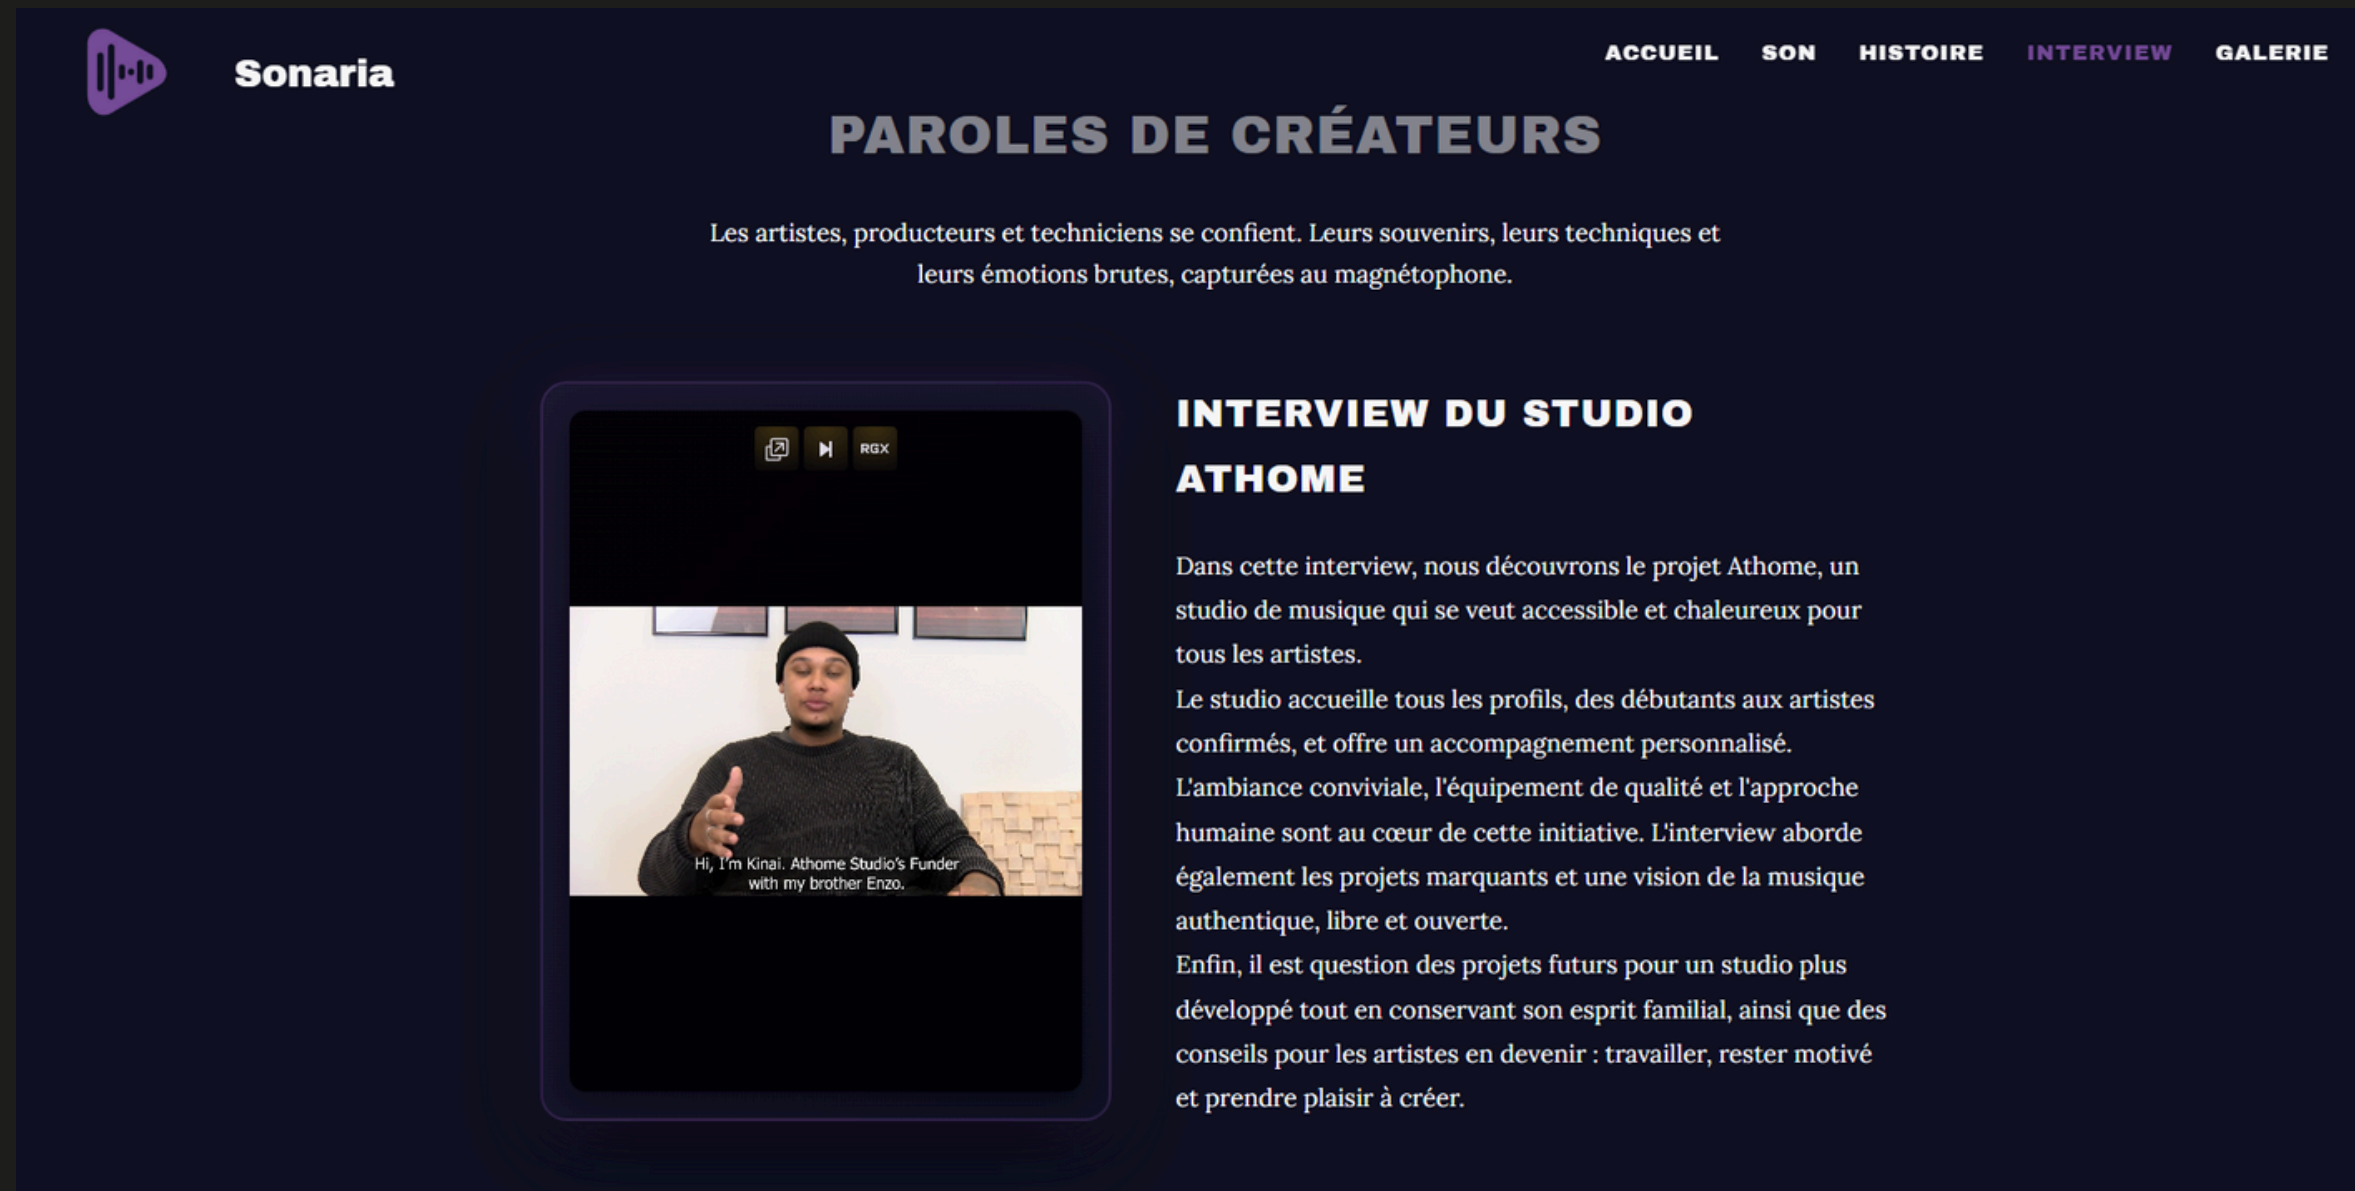 Sonaria
ACCUEIL SON HISTOIRE INTERVIEW GALERIE
PAROLES DE CRÉATEURS
Les artistes, producteurs et techniciens se confient. Leurs souvenirs, leurs techniques et
leurs émotions brutes, capturées au magnétophone.
RGX
Hi, I'm Kinai. Athome Studio's Funder
with my brother Enzo.
INTERVIEW DU STUDIO
ATHOME
Dans cette interview, nous découvrons le projet Athome, un
studio de musique qui se veut accessible et chaleureux pour
tous les artistes.
Le studio accueille tous les profils, des débutants aux artistes
confirmés, et offre un accompagnement personnalisé.
L'ambiance conviviale, l'équipement de qualité et l'approche
humaine sont au cœur de cette initiative. L'interview aborde
également les projets marquants et une vision de la musique
authentique, libre et ouverte.
Enfin, il est question des projets futurs pour un studio plus
développé tout en conservant son esprit familial, ainsi que des
conseils pour les artistes en devenir : travailler, rester motivé
et prendre plaisir à créer.